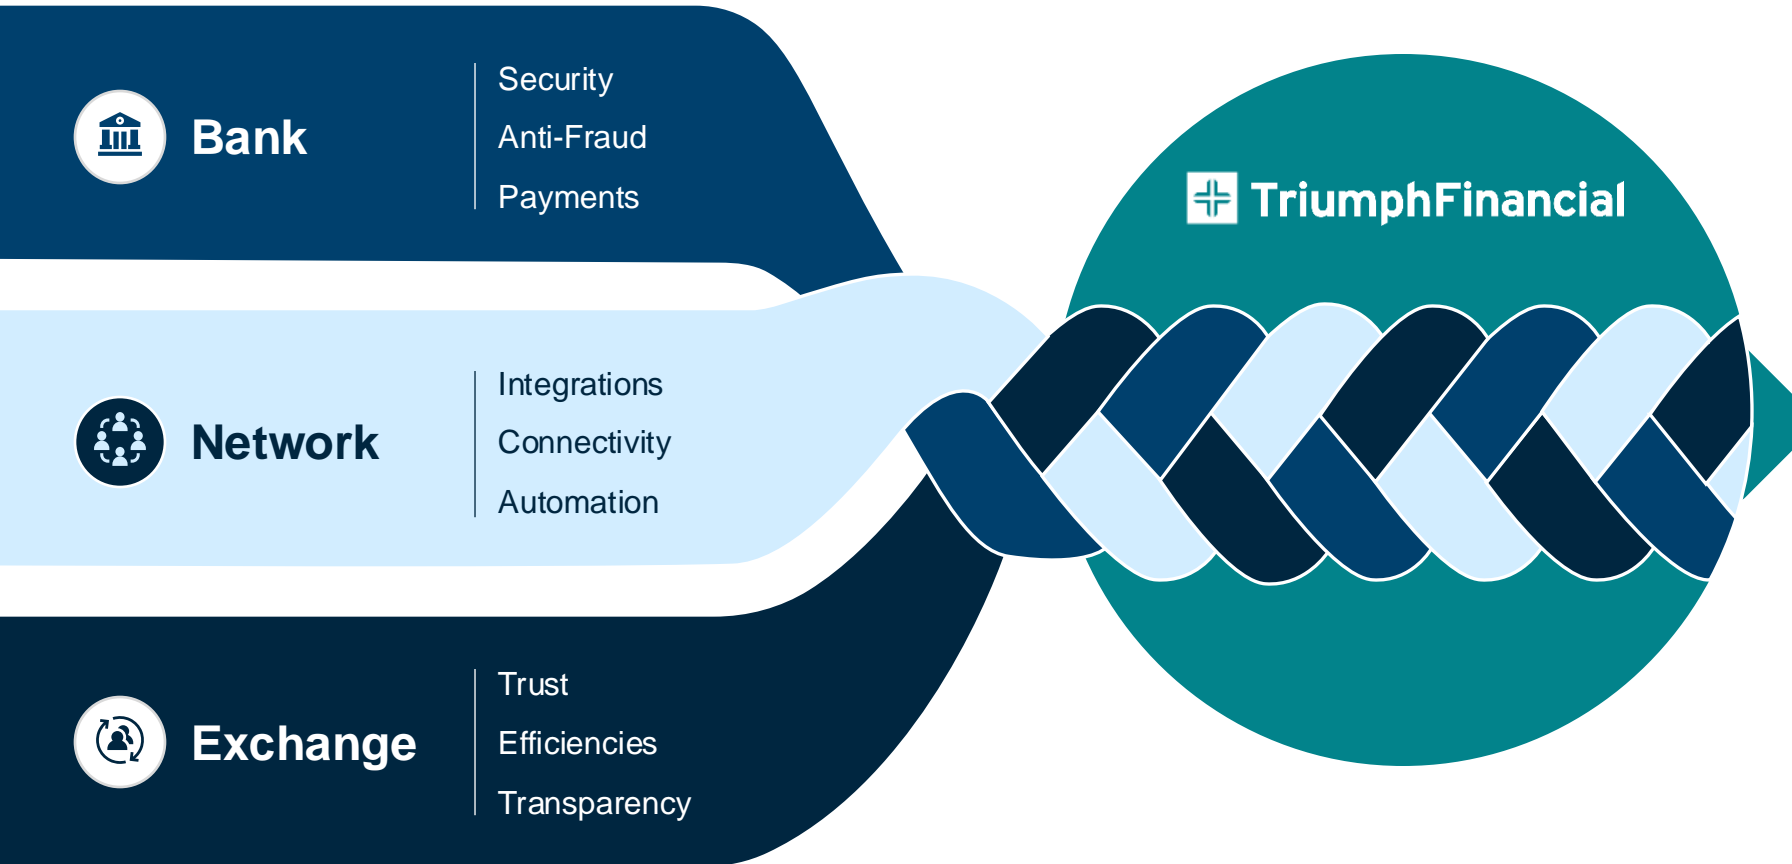 Bank
Security
Anti-Fraud
Payments
TriumphFinancial
Network
Integrations
Connectivity
Automation
Exchange
Trust
Efficiencies
Transparency